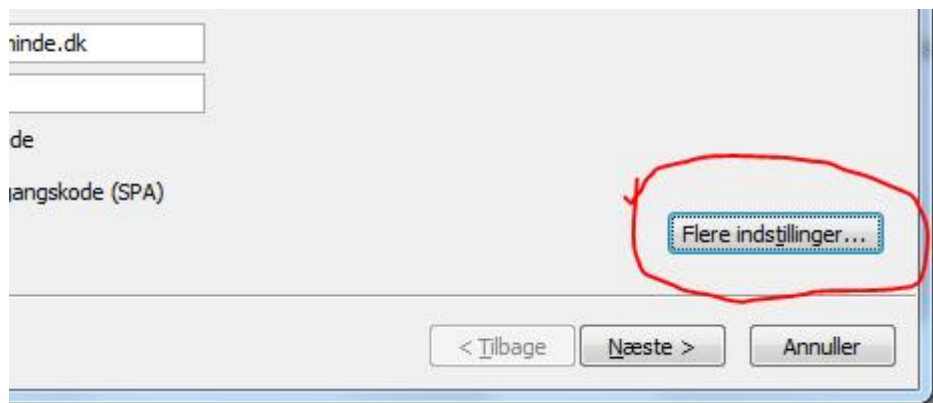 ninde.dk
de
gangskode (SPA)
Flere indstillinger...
< Tilbage
Næste >
Annuller